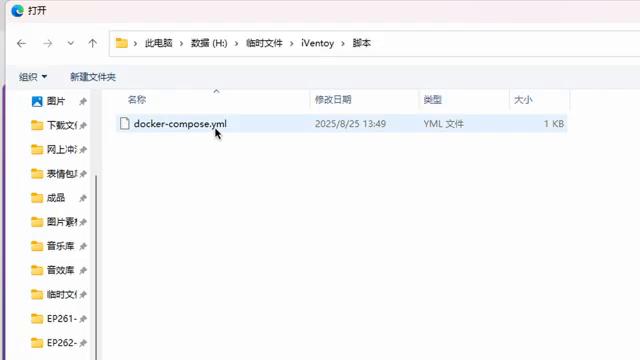 打开
此电脑 > 数据 (H:) > 临时文件 > iVentoy > 脚本
组织 新建文件夹
名称 修改日期 类型 大小
docker-compose.yml 2025/8/25 13:49 YML 文件 1 KB
图片
下载文
网上冲
表情包
成品
图片素
音乐库
音效库
临时文
EP261-
EP262-